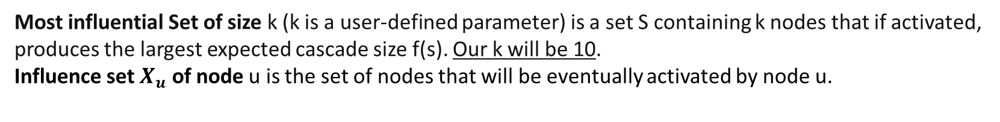 Most influential Set of size k (k is a user-defined parameter) is a set S containing k nodes that if activated,
produces the largest expected cascade size f(s). Our k will be 10.
Influence set Xᵤ of node u is the set of nodes that will be eventually activated by node u.